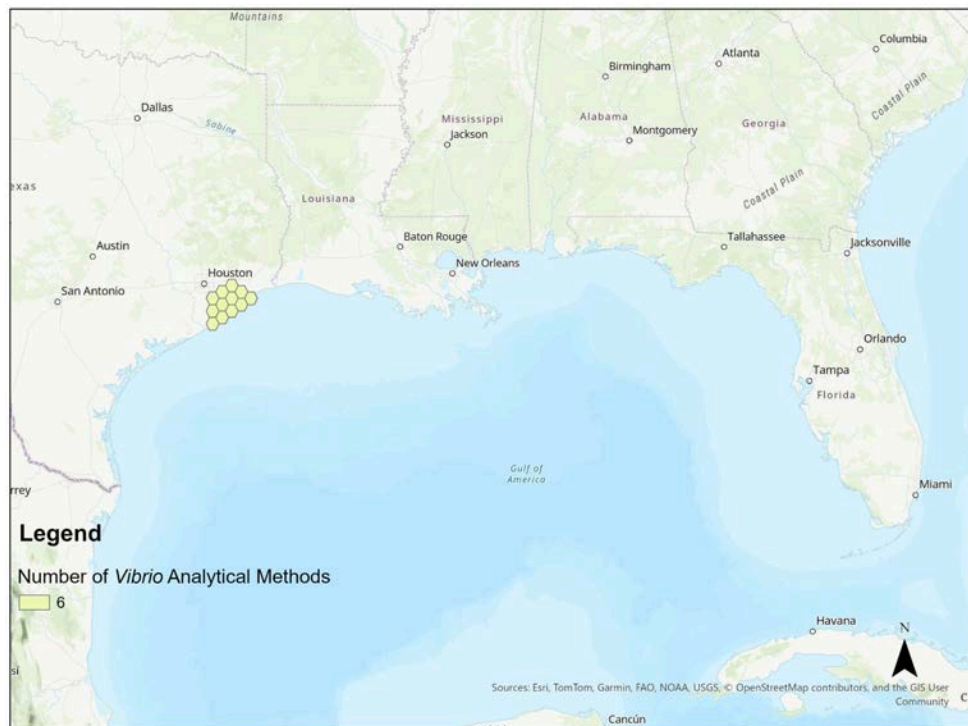 Mountains
Columbia
Atlanta
Birmingham
Dallas
Coastal Plain
Sabine
Mississippi
Alabama
Georgia
Jackson
Montgomery
exas
Louisiana
Coastal Plain
Austin
Baton Rouge
Tallahassee
Jacksonville
Houston
New Orleans
San Antonio
Orlando
Tampa
Florida
Gulf of
America
Miami
rrey
Legend
Number of Vibrio Analytical Methods
6
Havana
N
sí
Sources: Esri, TomTom, Garmin, FAO, NOAA, USGS, © OpenStreetMap contributors, and the GIS User
Community
C
Cancún